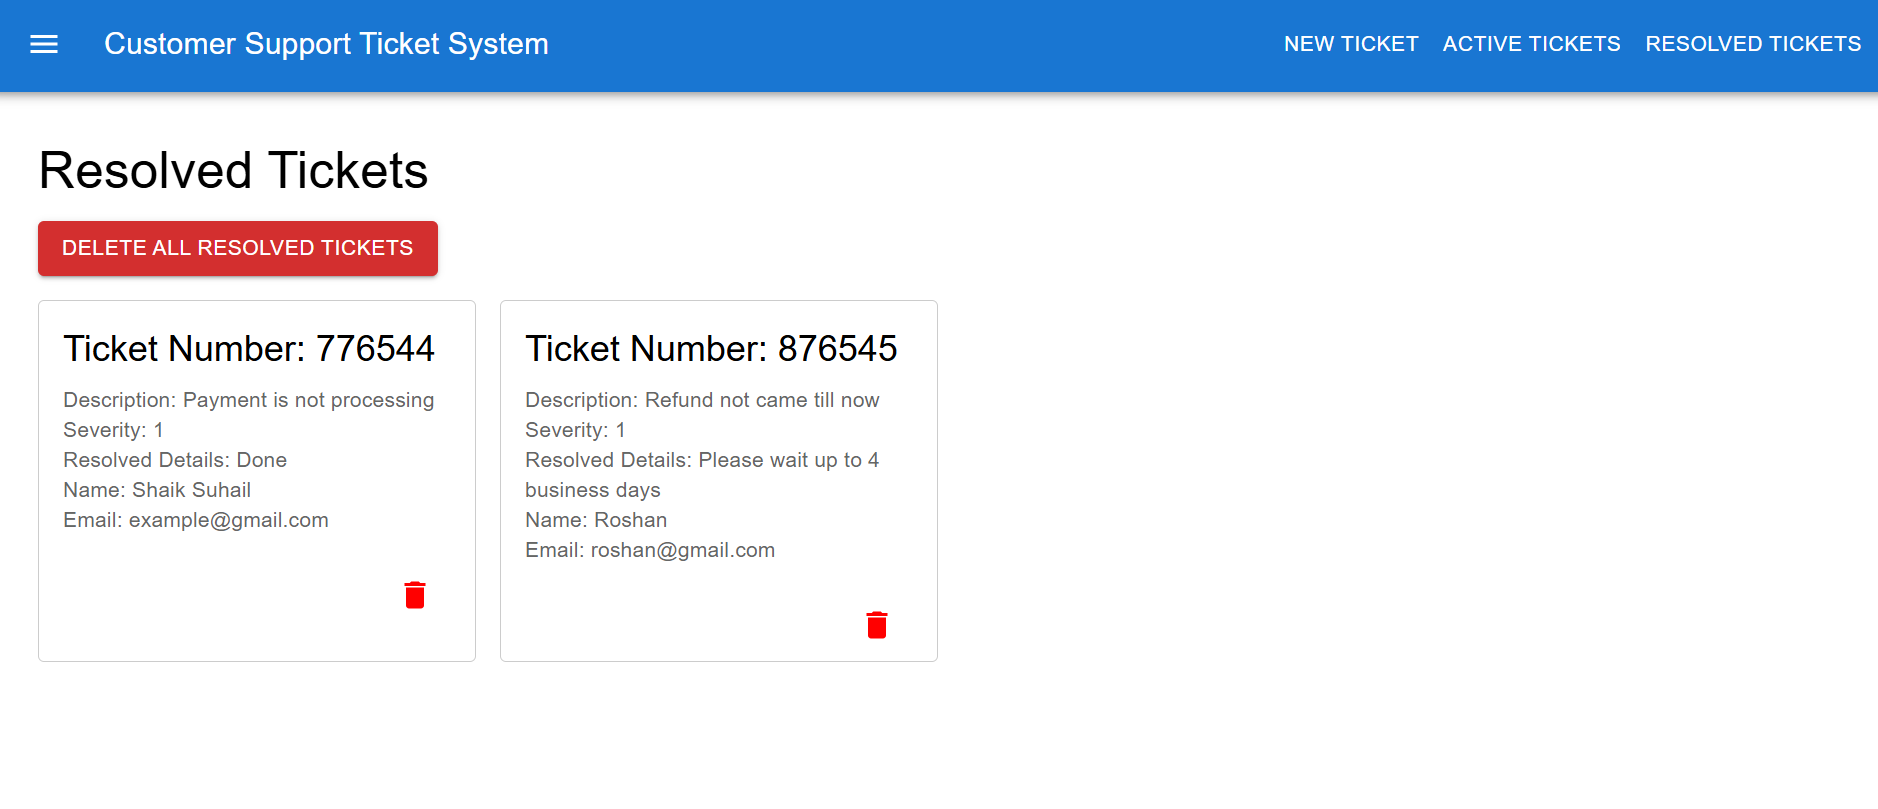 Customer Support Ticket System
NEW TICKET
ACTIVE TICKETS
RESOLVED TICKETS
Resolved Tickets
DELETE ALL RESOLVED TICKETS
Ticket Number: 776544
Description: Payment is not processing
Severity: 1
Resolved Details: Done
Name: Shaik Suhail
Email: example@gmail.com
Ticket Number: 876545
Description: Refund not came till now
Severity: 1
Resolved Details: Please wait up to 4
business days
Name: Roshan
Email: roshan@gmail.com